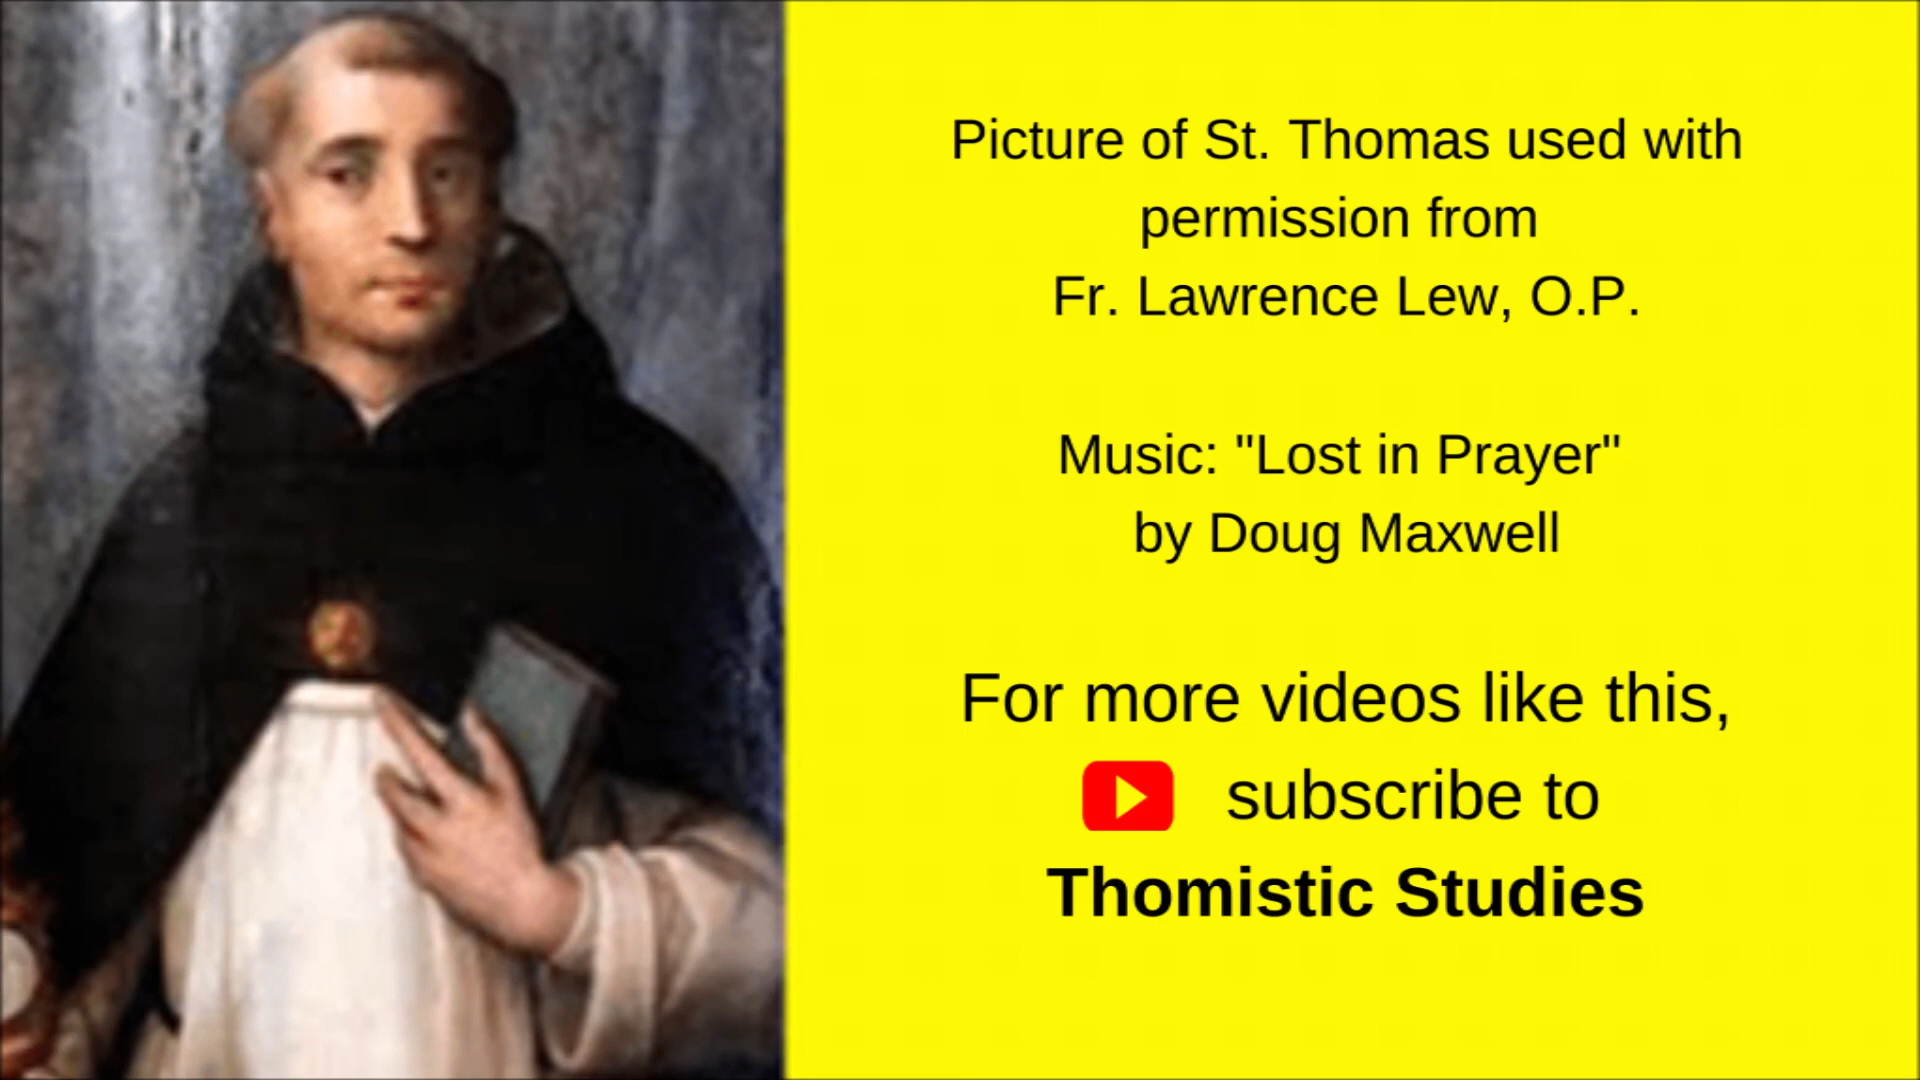 Picture of St. Thomas used with
permission from
Fr. Lawrence Lew, O.P.
Music: "Lost in Prayer"
by Doug Maxwell
For more videos like this,
subscribe to
Thomistic Studies